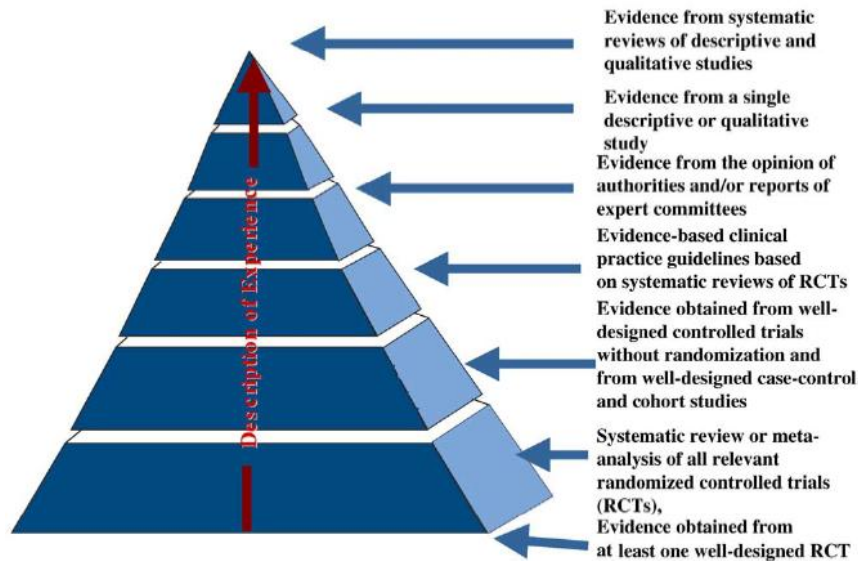 Evidence from systematic
reviews of descriptive and
qualitative studies
Evidence from a single
descriptive or qualitative
study
Evidence from the opinion of
authorities and/or reports of
expert committees
Evidence-based clinical
practice guidelines based
on systematic reviews of RCTs
Evidence obtained from well-
designed controlled trials
without randomization and
from well-designed case-control
and cohort studies
Systematic review or meta-
analysis of all relevant
randomized controlled trials
(RCTs),
Evidence obtained from
at least one well-designed RCT
Description of Experience